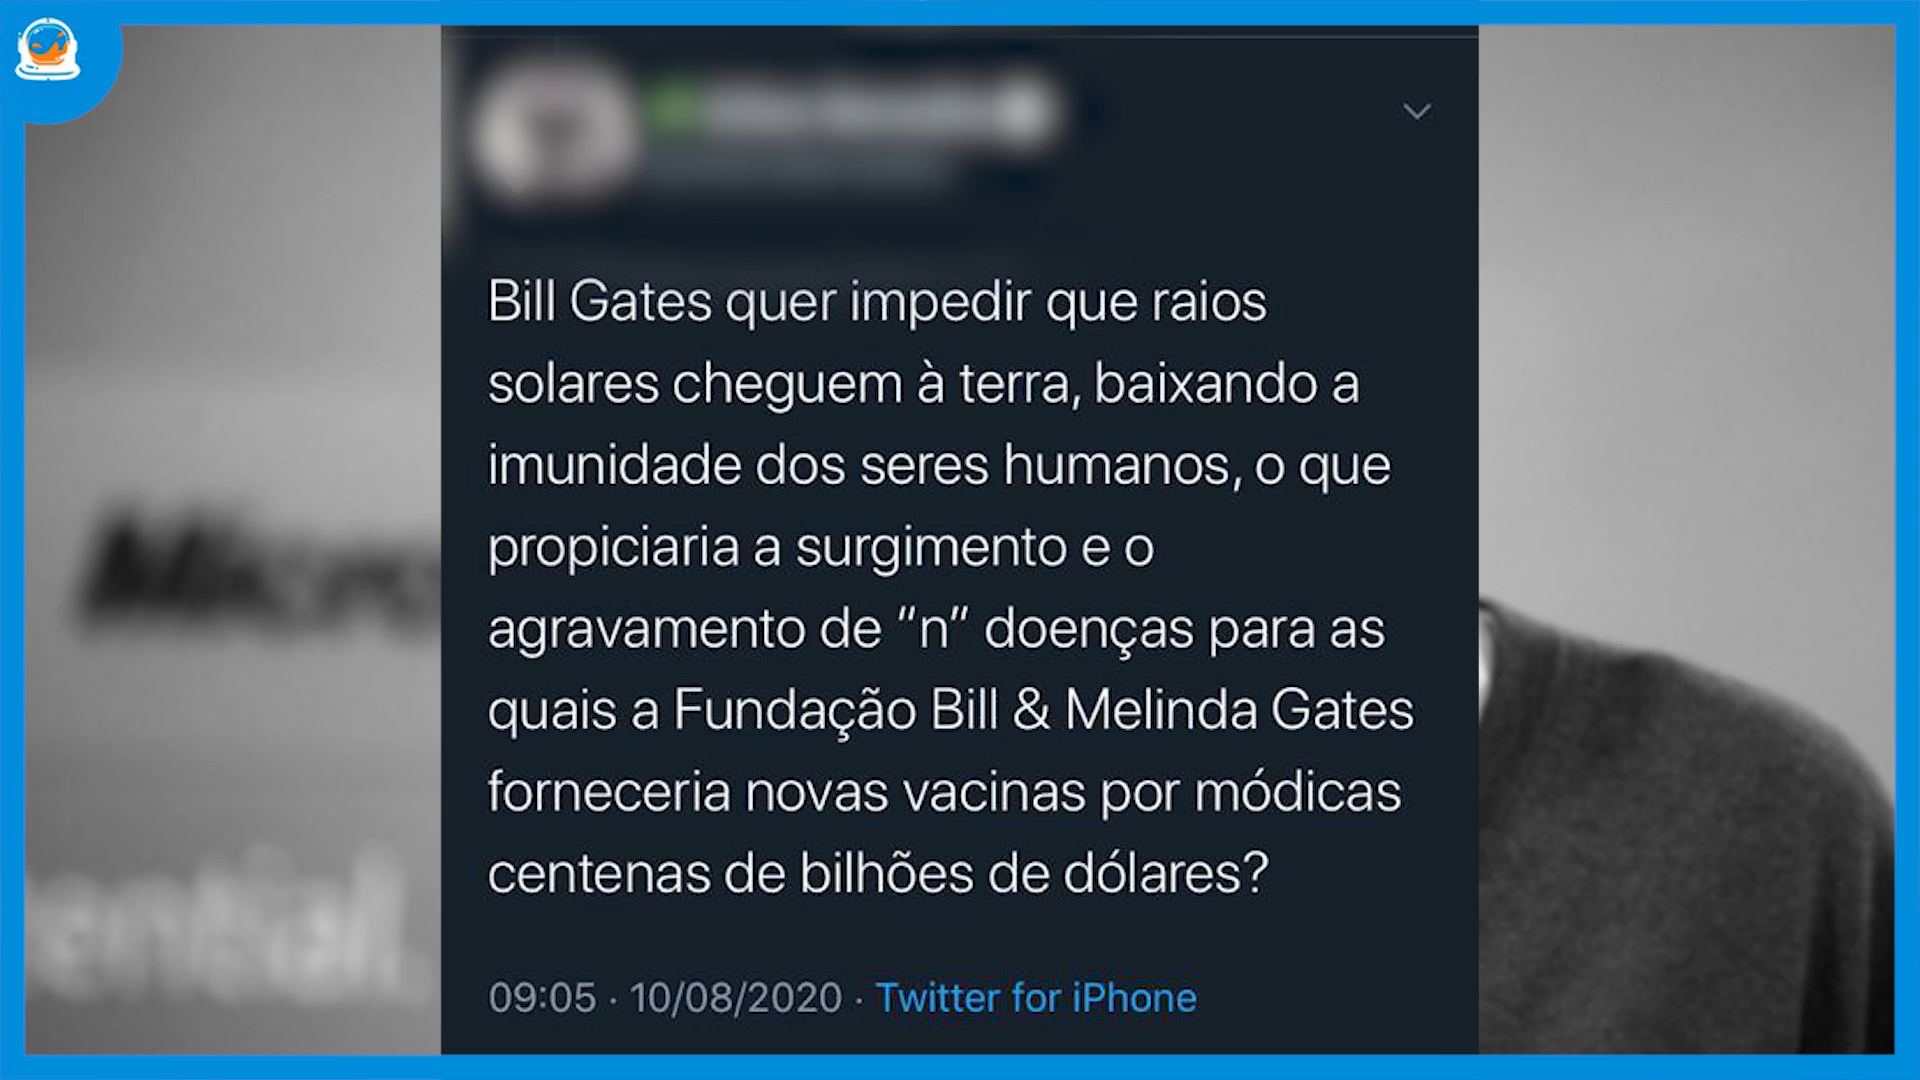 Bill Gates quer impedir que raios
solares cheguem à terra, baixando a
imunidade dos seres humanos, o que
propiciaria a surgimento e o
agravamento de “n” doenças para as
quais a Fundação Bill & Melinda Gates
forneceria novas vacinas por módicas
centenas de bilhões de dólares?
09:05 · 10/08/2020 · Twitter for iPhone